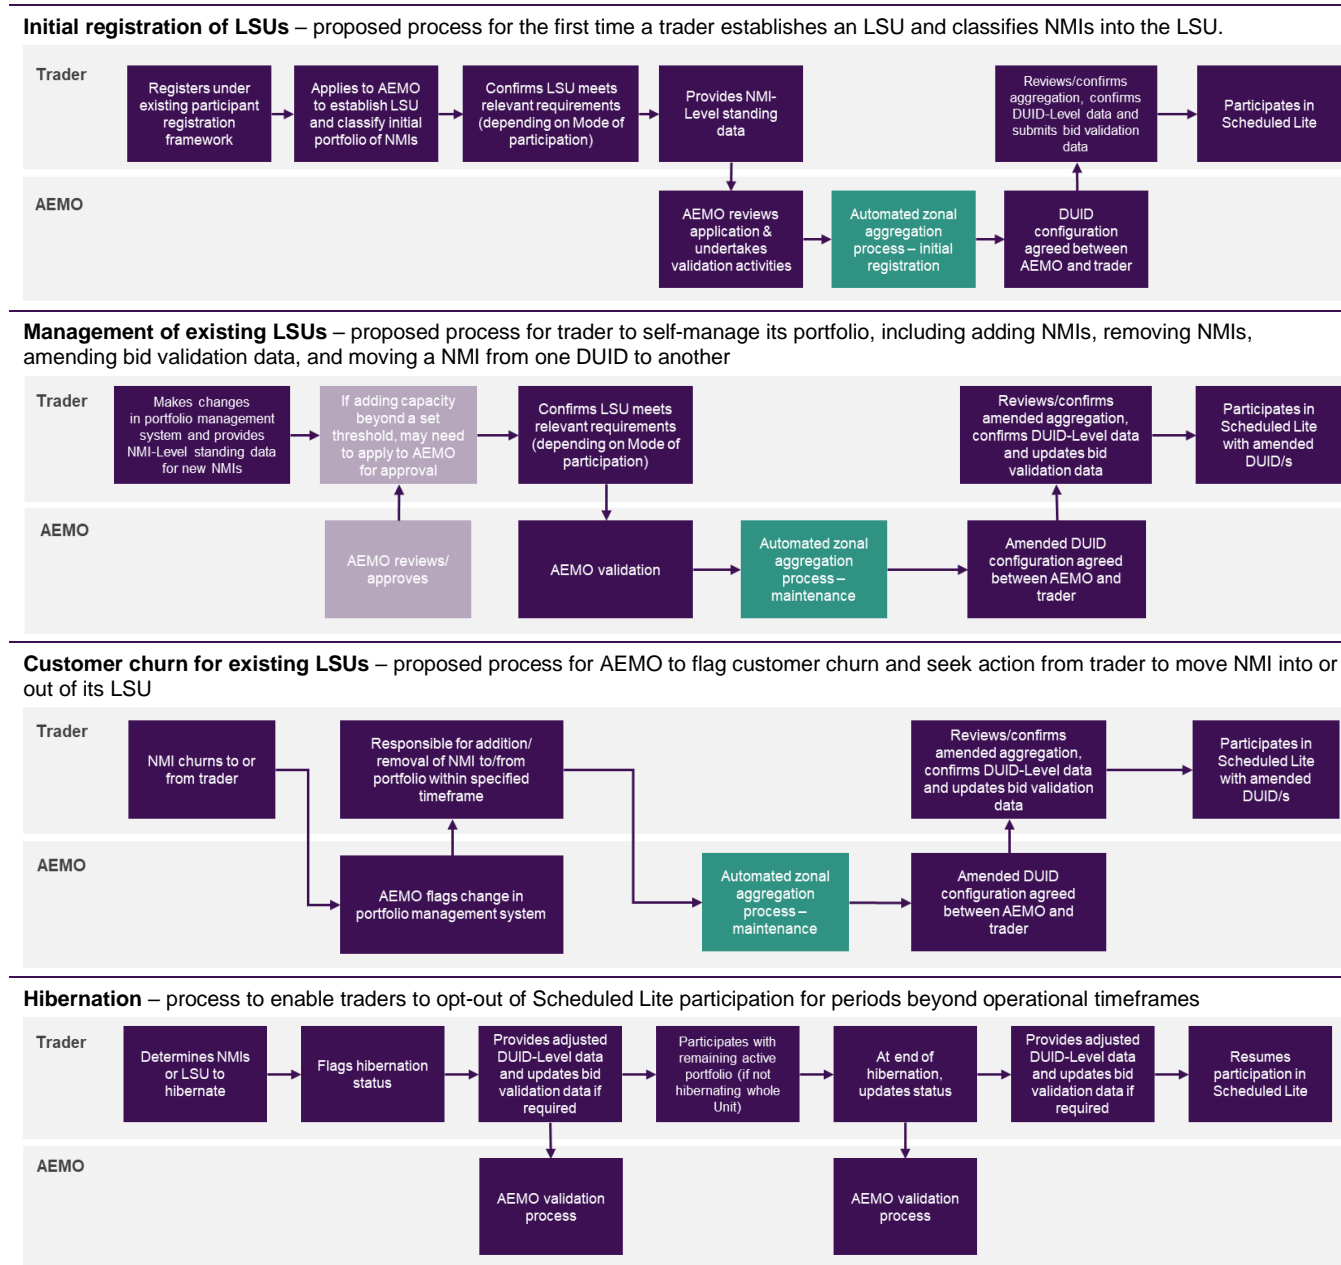 Initial registration of LSUs – proposed process for the first time a trader establishes an LSU and classifies NMIs into the LSU.
Trader
Registers under
existing participant
registration
framework
Applies to AEMO
to establish LSU
and classify initial
portfolio of NMIs
Confirms LSU meets
relevant requirements
(depending on Mode of
participation)
Provides NMI-
Level standing
data
Reviews/confirms
aggregation, confirms
DUID-Level data and
submits bid validation
data
Participates in
Scheduled Lite
AEMO
AEMO reviews
application &
undertakes
validation activities
Automated zonal
aggregation
process – initial
registration
DUID
configuration
agreed between
AEMO and trader
Management of existing LSUs – proposed process for trader to self-manage its portfolio, including adding NMIs, removing NMIs,
amending bid validation data, and moving a NMI from one DUID to another
Trader
Makes changes
in portfolio management
system and provides
NMI-Level standing data
for new NMIs
If adding capacity
beyond a set
threshold, may need
to apply to AEMO
for approval
Confirms LSU meets
relevant requirements
(depending on Mode of
participation)
Reviews/confirms
amended aggregation,
confirms DUID-Level data
and updates bid
validation data
Participates in
Scheduled Lite
with amended
DUID/s
AEMO
AEMO reviews/
approves
AEMO validation
Automated zonal
aggregation
process –
maintenance
Amended DUID
configuration agreed
between AEMO and
trader
Customer churn for existing LSUs – proposed process for AEMO to flag customer churn and seek action from trader to move NMI into or
out of its LSU
Trader
NMI churns to or
from trader
Responsible for addition/
removal of NMI to/from
portfolio within specified
timeframe
Reviews/confirms
amended aggregation,
confirms DUID-Level data
and updates bid validation
data
Participates in
Scheduled Lite
with amended
DUID/s
AEMO
AEMO flags change in
portfolio management system
Automated zonal
aggregation
process –
maintenance
Amended DUID
configuration agreed
between AEMO and
trader
Hibernation – process to enable traders to opt-out of Scheduled Lite participation for periods beyond operational timeframes
Trader
Determines NMIs
or LSU to
hibernate
Flags hibernation
status
Provides adjusted
DUID-Level data
and updates bid
validation data if
required
Participates with
remaining active
portfolio (if not
hibernating whole
Unit)
At end of
hibernation,
updates status
Provides adjusted
DUID-Level data
and updates bid
validation data if
required
Resumes
participation in
Scheduled Lite
AEMO
AEMO validation
process
AEMO validation
process